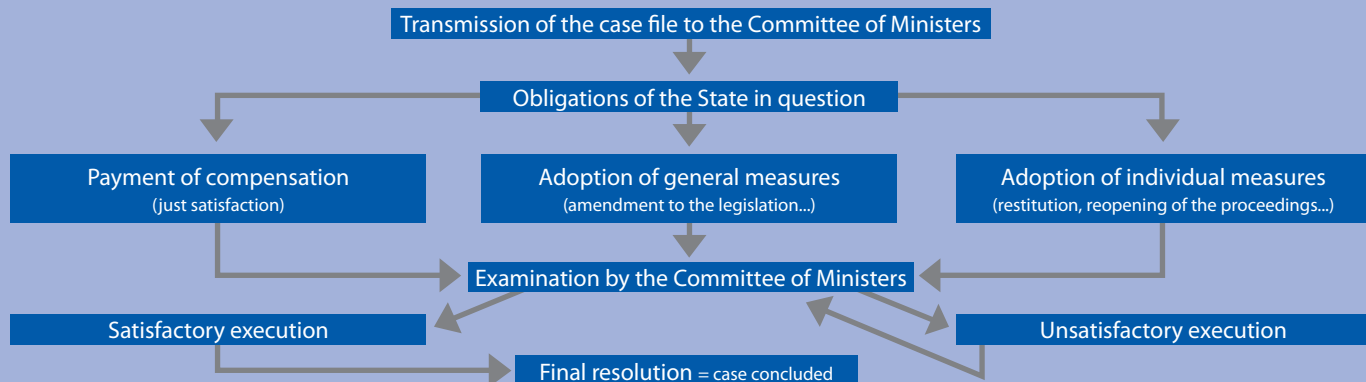 Transmission of the case file to the Committee of Ministers
Obligations of the State in question
Payment of compensation
(just satisfaction)
Adoption of general measures
(amendment to the legislation...)
Adoption of individual measures
(restitution, reopening of the proceedings...)
Examination by the Committee of Ministers
Satisfactory execution
Unsatisfactory execution
Final resolution = case concluded